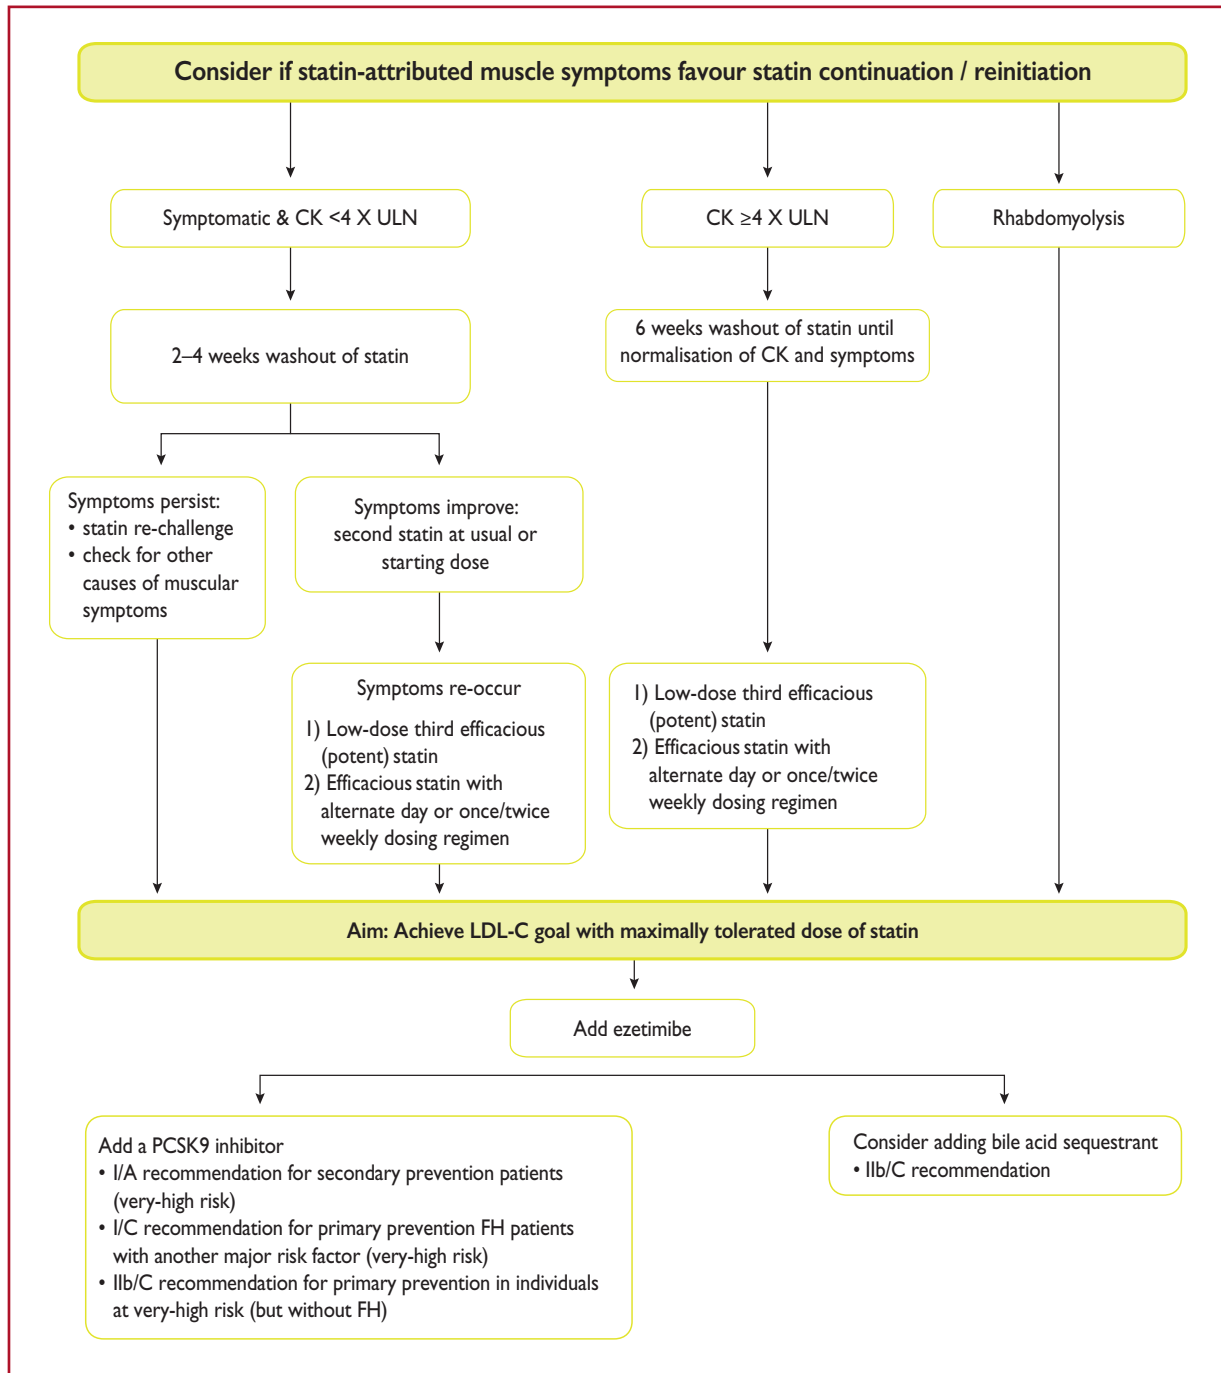 Consider if statin-attributed muscle symptoms favour statin continuation / reinitiation
Symptomatic & CK <4 X ULN
CK ≥4 X ULN
Rhabdomyolysis
2–4 weeks washout of statin
6 weeks washout of statin until
normalisation of CK and symptoms
Symptoms persist:
• statin re-challenge
• check for other
causes of muscular
symptoms
Symptoms improve:
second statin at usual or
starting dose
Symptoms re-occur
1) Low-dose third efficacious
(potent) statin
2) Efficacious statin with
alternate day or once/twice
weekly dosing regimen
1) Low-dose third efficacious
(potent) statin
2) Efficacious statin with
alternate day or once/twice
weekly dosing regimen
Aim: Achieve LDL-C goal with maximally tolerated dose of statin
Add ezetimibe
Add a PCSK9 inhibitor
• I/A recommendation for secondary prevention patients
(very-high risk)
• I/C recommendation for primary prevention FH patients
with another major risk factor (very-high risk)
• IIb/C recommendation for primary prevention in individuals
at very-high risk (but without FH)
Consider adding bile acid sequestrant
• IIb/C recommendation